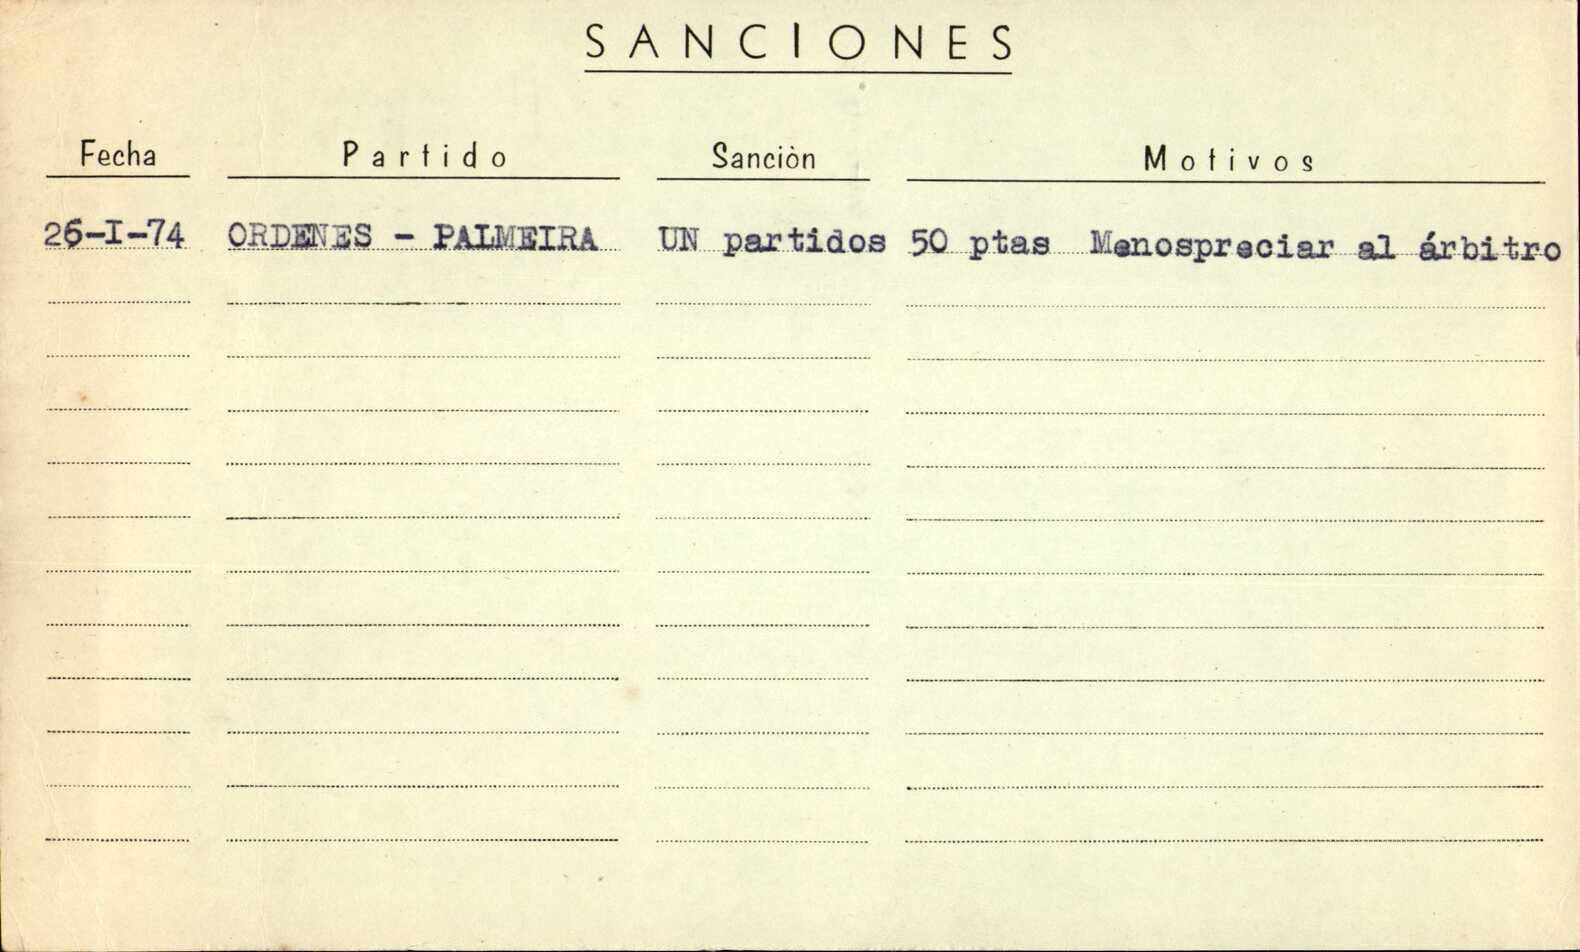 SANCIONES
Fecha Partido Sanciòn Motivos
26-I-74 ORDENES - PALMEIRA UN partidos 50 ptas Menospreciar al árbitro